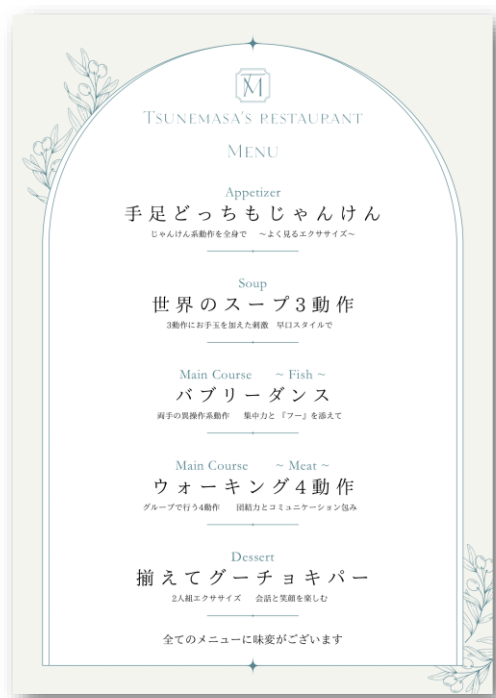 TM
TSUNEMASA'S RESTAURANT
MENU
Appetizer
手足どっちもじゃんけん
じゃんけん系動作を全身で　～よく見るエクササイズ～
Soup
世界のスープ3動作
3動作にお手玉を加えた刺激　早口スタイルで
Main Course　～ Fish ～
バブリーダンス
両手の異操作系動作　集中力と『フー』を添えて
Main Course　～ Meat ～
ウォーキング4動作
グループで行う4動作　団結力とコミュニケーション包み
Dessert
揃えてグーチョキパー
2人組エクササイズ　会話と笑顔を楽しむ
全てのメニューに味変がございます